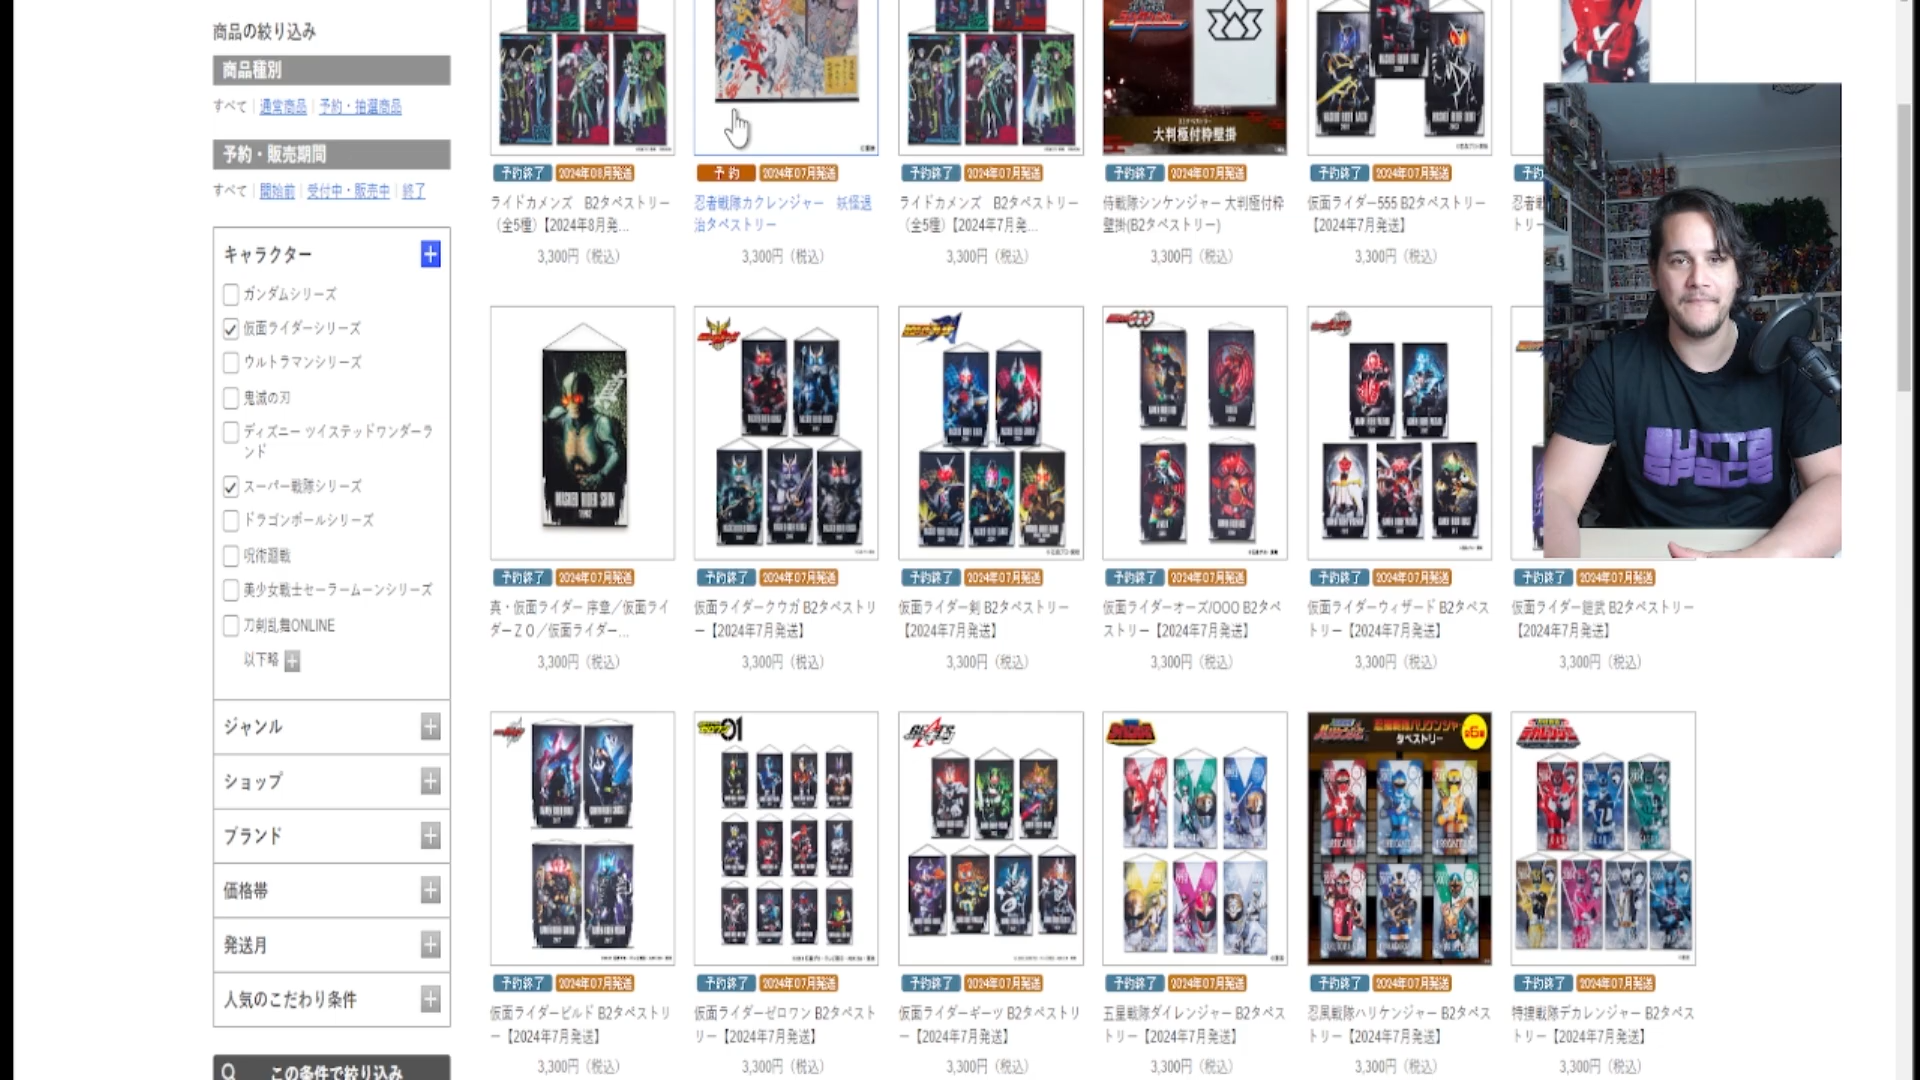 商品の絞り込み
商品種別
すべて | 通常商品 | 予約・抽選商品
予約・販売期間
すべて | 開始前 | 受付中・販売中 | 終了
キャラクター
ガンダムシリーズ
仮面ライダーシリーズ
ウルトラマンシリーズ
鬼滅の刃
ディズニー ツイステッドワンダーラ
ンド
スーパー戦隊シリーズ
ドラゴンボールシリーズ
呪術廻戦
美少女戦士セーラームーンシリーズ
刀剣乱舞ONLINE
以下略
ジャンル
ショップ
ブランド
価格帯
発送月
人気のこだわり条件
この条件で絞り込み
予約終了 2024年08月発送
ライドカメンズ B2タペストリー
（全5種）【2024年8月発...
3,300円（税込）
予約 2024年07月発送
忍者戦隊カクレンジャー 妖怪退
治タペストリー
3,300円（税込）
予約終了 2024年07月発送
ライドカメンズ B2タペストリー
（全5種）【2024年7月発...
3,300円（税込）
大判極付枠壁掛
予約終了 2024年07月発送
侍戦隊シンケンジャー 大判極付枠
壁掛(B2タペストリー)
3,300円（税込）
予約終了 2024年07月発送
仮面ライダー555 B2タペストリー
【2024年7月発送】
3,300円（税込）
予約
忍者戦
トリー
BUTTS
SPACE
MASKED RIDER SHIN
予約終了 2024年07月発送
真・仮面ライダー 序章／仮面ライ
ダーＺＯ／仮面ライダー...
3,300円（税込）
予約終了 2024年07月発送
仮面ライダークウガ B2タペストリ
ー【2024年7月発送】
3,300円（税込）
予約終了 2024年07月発送
仮面ライダー剣 B2タペストリー
【2024年7月発送】
3,300円（税込）
予約終了 2024年07月発送
仮面ライダーオーズ/OOO B2タペ
ストリー【2024年7月発送】
3,300円（税込）
予約終了 2024年07月発送
仮面ライダーウィザード B2タペス
トリー【2024年7月発送】
3,300円（税込）
予約終了 2024年07月発送
仮面ライダー鎧武 B2タペストリー
【2024年7月発送】
3,300円（税込）
予約終了 2024年07月発送
仮面ライダービルド B2タペストリ
ー【2024年7月発送】
3,300円（税込）
01
予約終了 2024年07月発送
仮面ライダーゼロワン B2タペスト
リー【2024年7月発送】
3,300円（税込）
予約終了 2024年07月発送
仮面ライダーギーツ B2タペストリ
ー【2024年7月発送】
3,300円（税込）
予約終了 2024年07月発送
五星戦隊ダイレンジャー B2タペス
トリー【2024年7月発送】
3,300円（税込）
忍風戦隊ハリケンジャー
タペストリー
全6種
予約終了 2024年07月発送
忍風戦隊ハリケンジャー B2タペス
トリー【2024年7月発送】
3,300円（税込）
予約終了 2024年07月発送
特捜戦隊デカレンジャー B2タペス
トリー【2024年7月発送】
3,300円（税込）